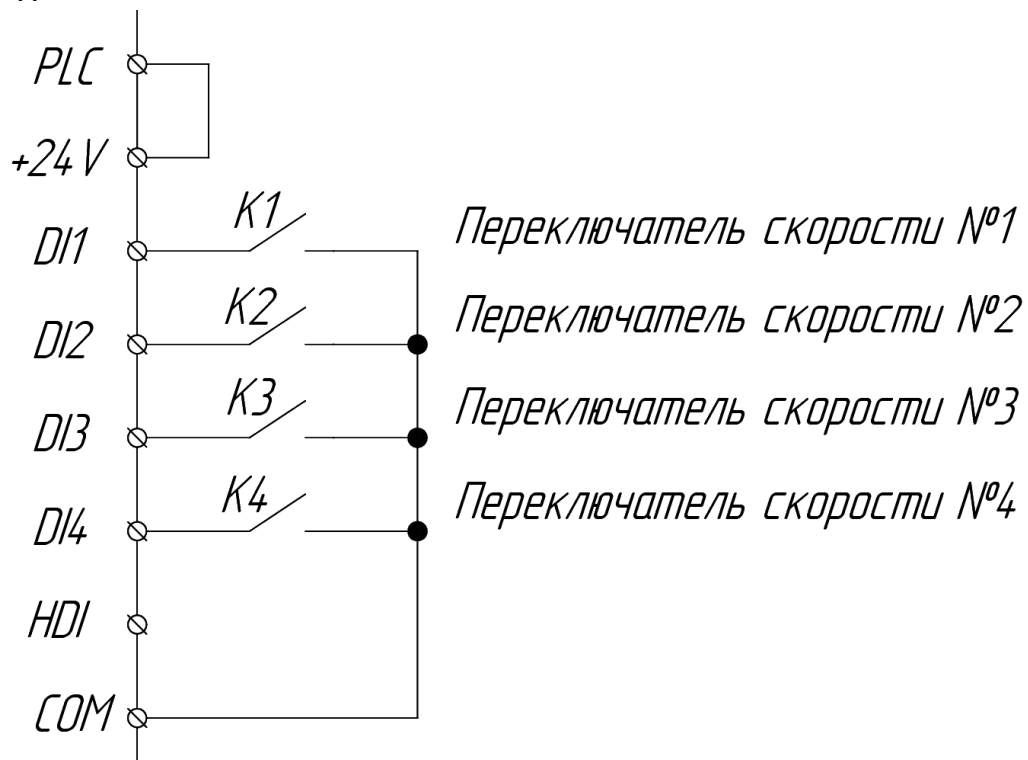 PLC
+24V
DI1
K1
Переключатель скорости №1
DI2
K2
Переключатель скорости №2
DI3
K3
Переключатель скорости №3
DI4
K4
Переключатель скорости №4
HDI
COM